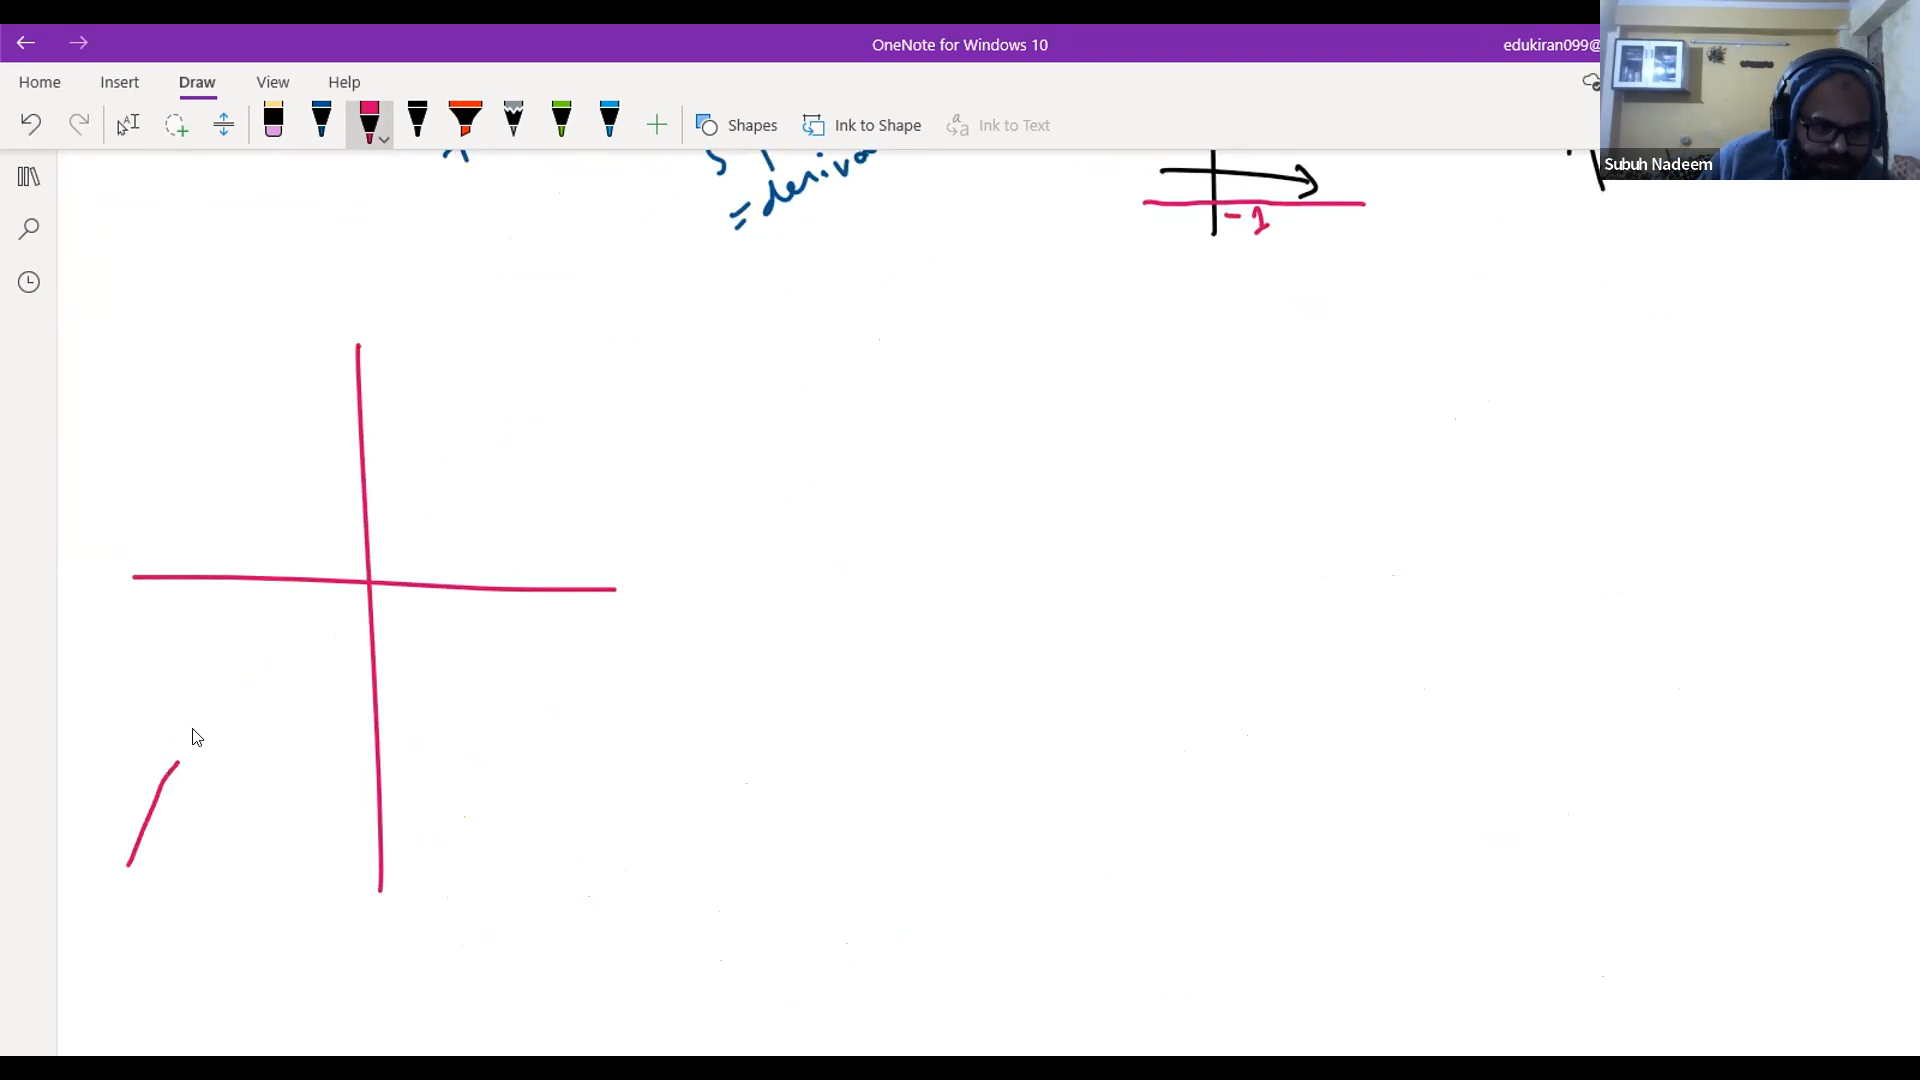 OneNote for Windows 10
edukiran099@
Home Insert Draw View Help
Shapes Ink to Shape Ink to Text
Subuh Nadeem
= deriva
-1